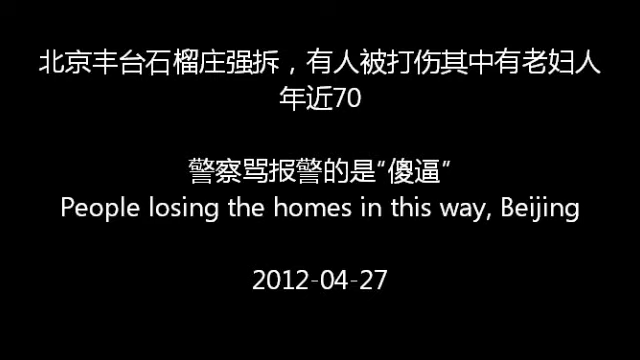 北京丰台石榴庄强拆，有人被打伤其中有老妇人
年近70
警察骂报警的是“傻逼”
People losing the homes in this way, Beijing
2012-04-27